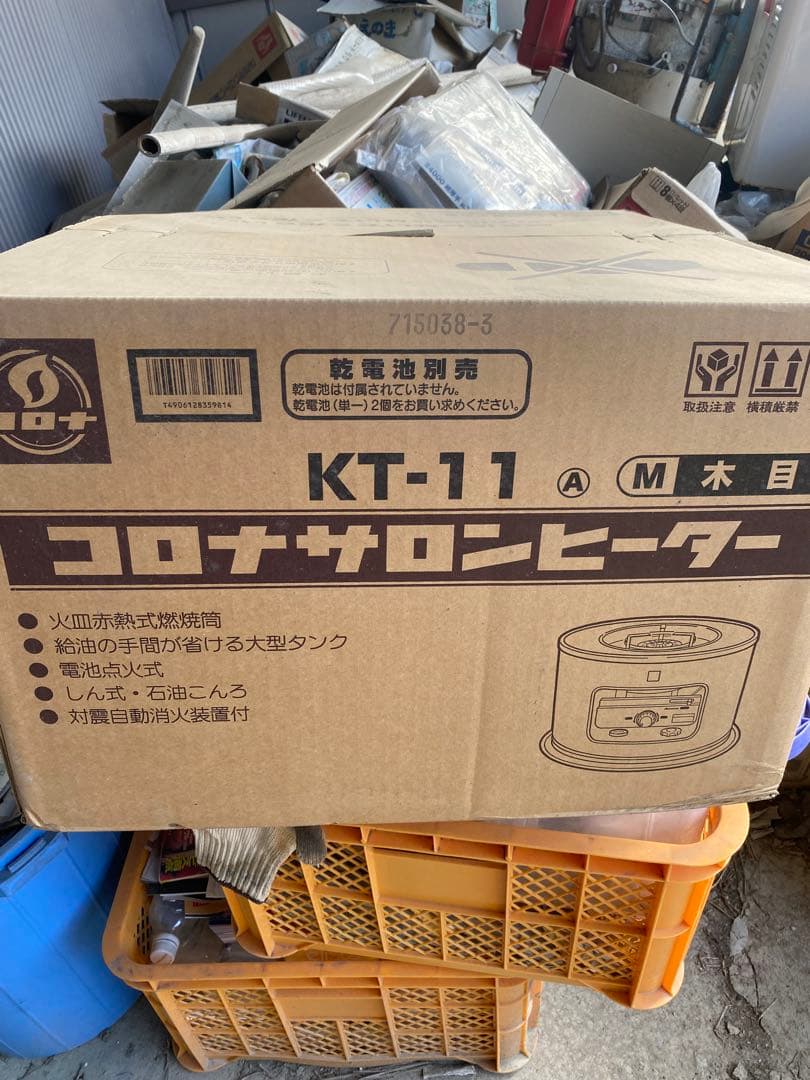 715038-3
コロナ
T4906128359814
乾電池別売
乾電池は付属されていません。
乾電池(単一)2個をお買い求めください。
取扱注意
横積厳禁
KT-11 Ⓐ M 木目
コロナサロンヒーター
● 火皿赤熱式燃焼筒
● 給油の手間が省ける大型タンク
● 電池点火式
● しん式・石油こんろ
● 対震自動消火装置付